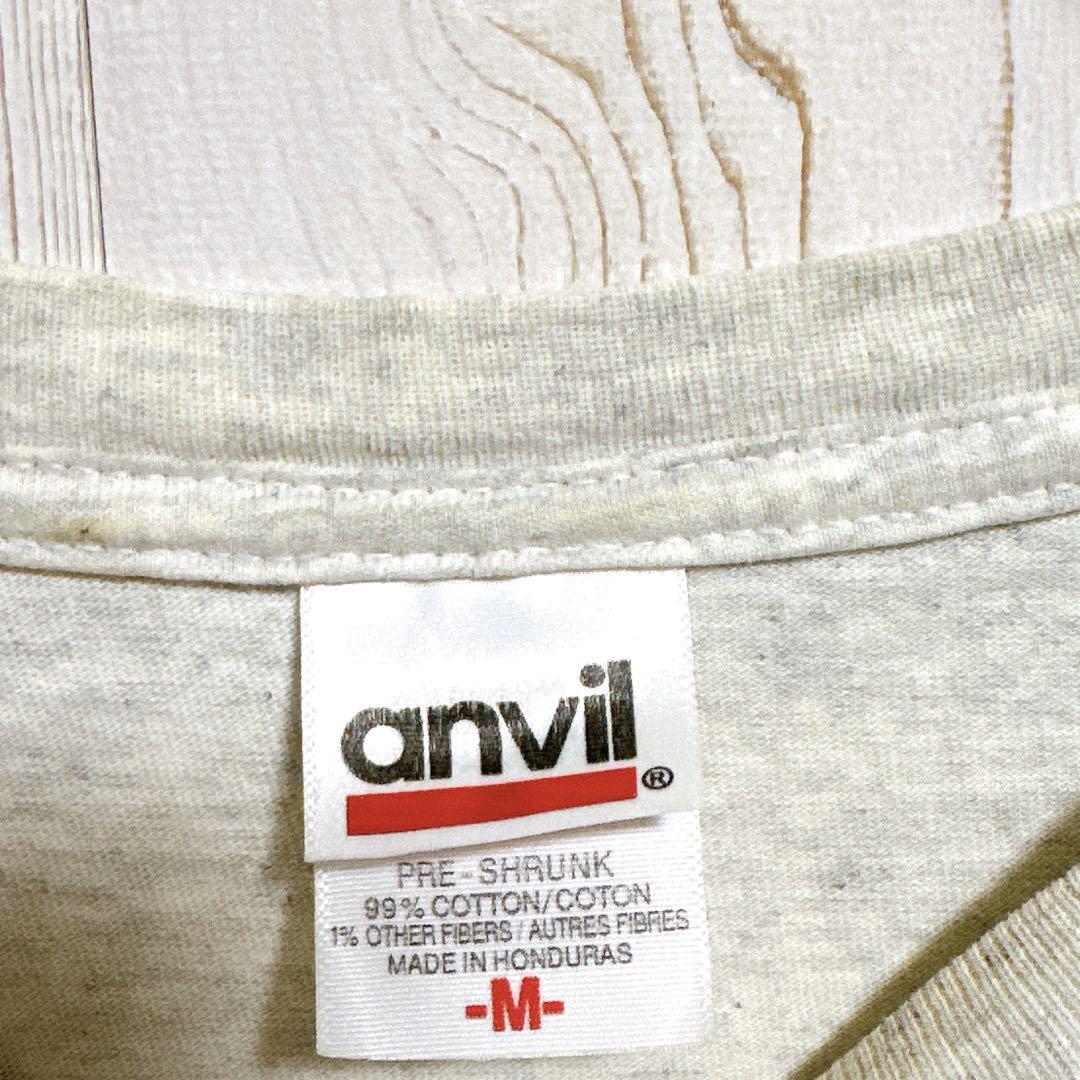 anvil®
PRE-SHRUNK
99% COTTON/COTON
1% OTHER FIBERS/AUTRES FIBRES
MADE IN HONDURAS
-M-